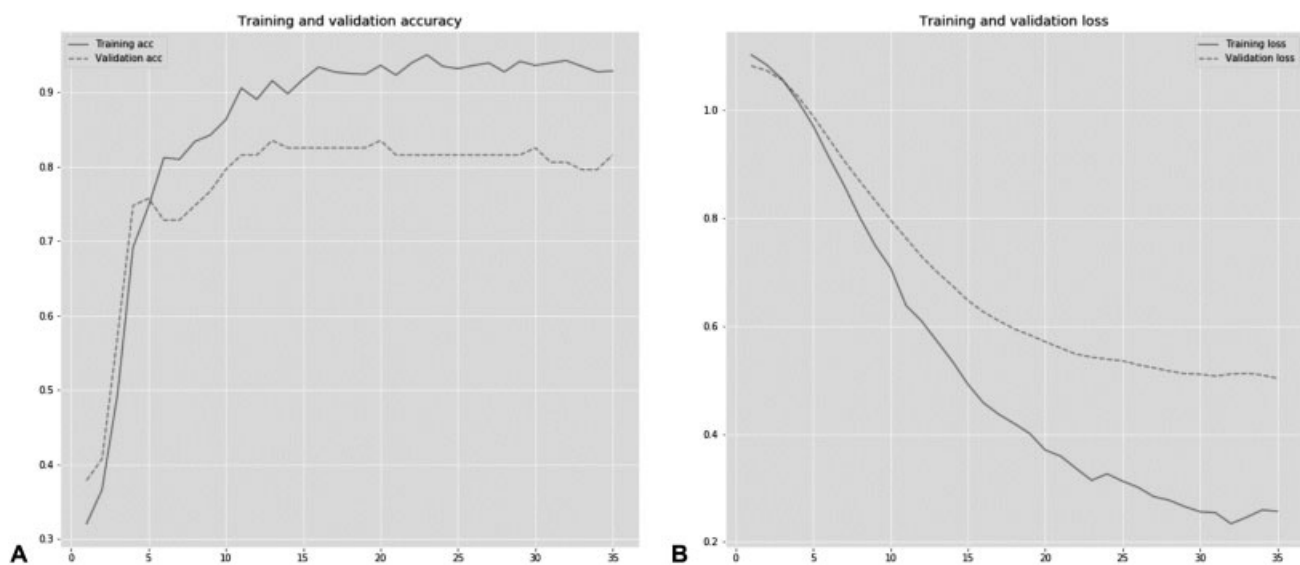 Training and validation accuracy
Training acc
Validation acc
0.9
0.8
0.7
0.6
0.5
0.4
0.3
0 5 10 15 20 25 30 35
A
Training and validation loss
Training loss
Validation loss
1.0
0.8
0.6
0.4
0.2
0 5 10 15 20 25 30 35
B